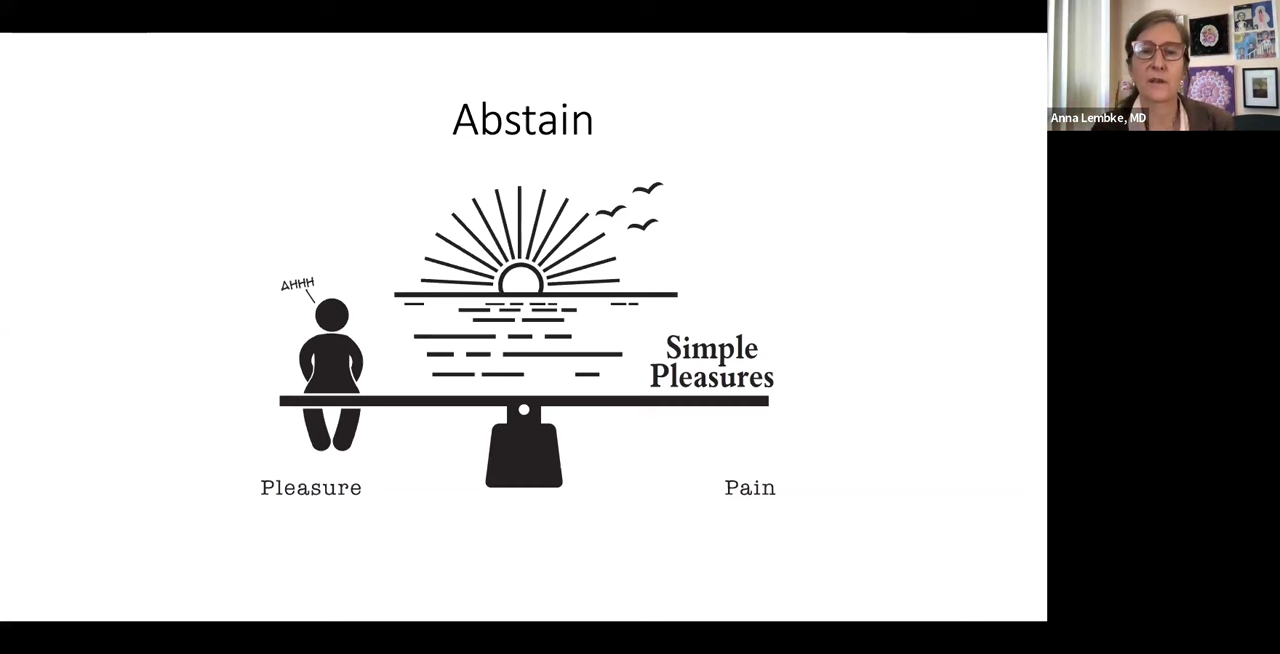 Abstain
AHHH
Simple
Pleasures
Pleasure
Pain
Anna Lembke, MD